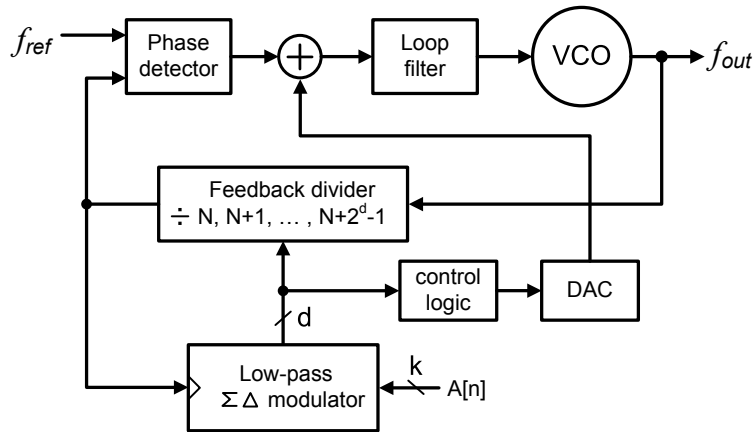 f_ref
Phase
detector
+
Loop
filter
VCO
f_out
Feedback divider
÷ N, N+1, … , N+2^d-1
control
logic
DAC
d
Low-pass
ΣΔ modulator
k
A[n]